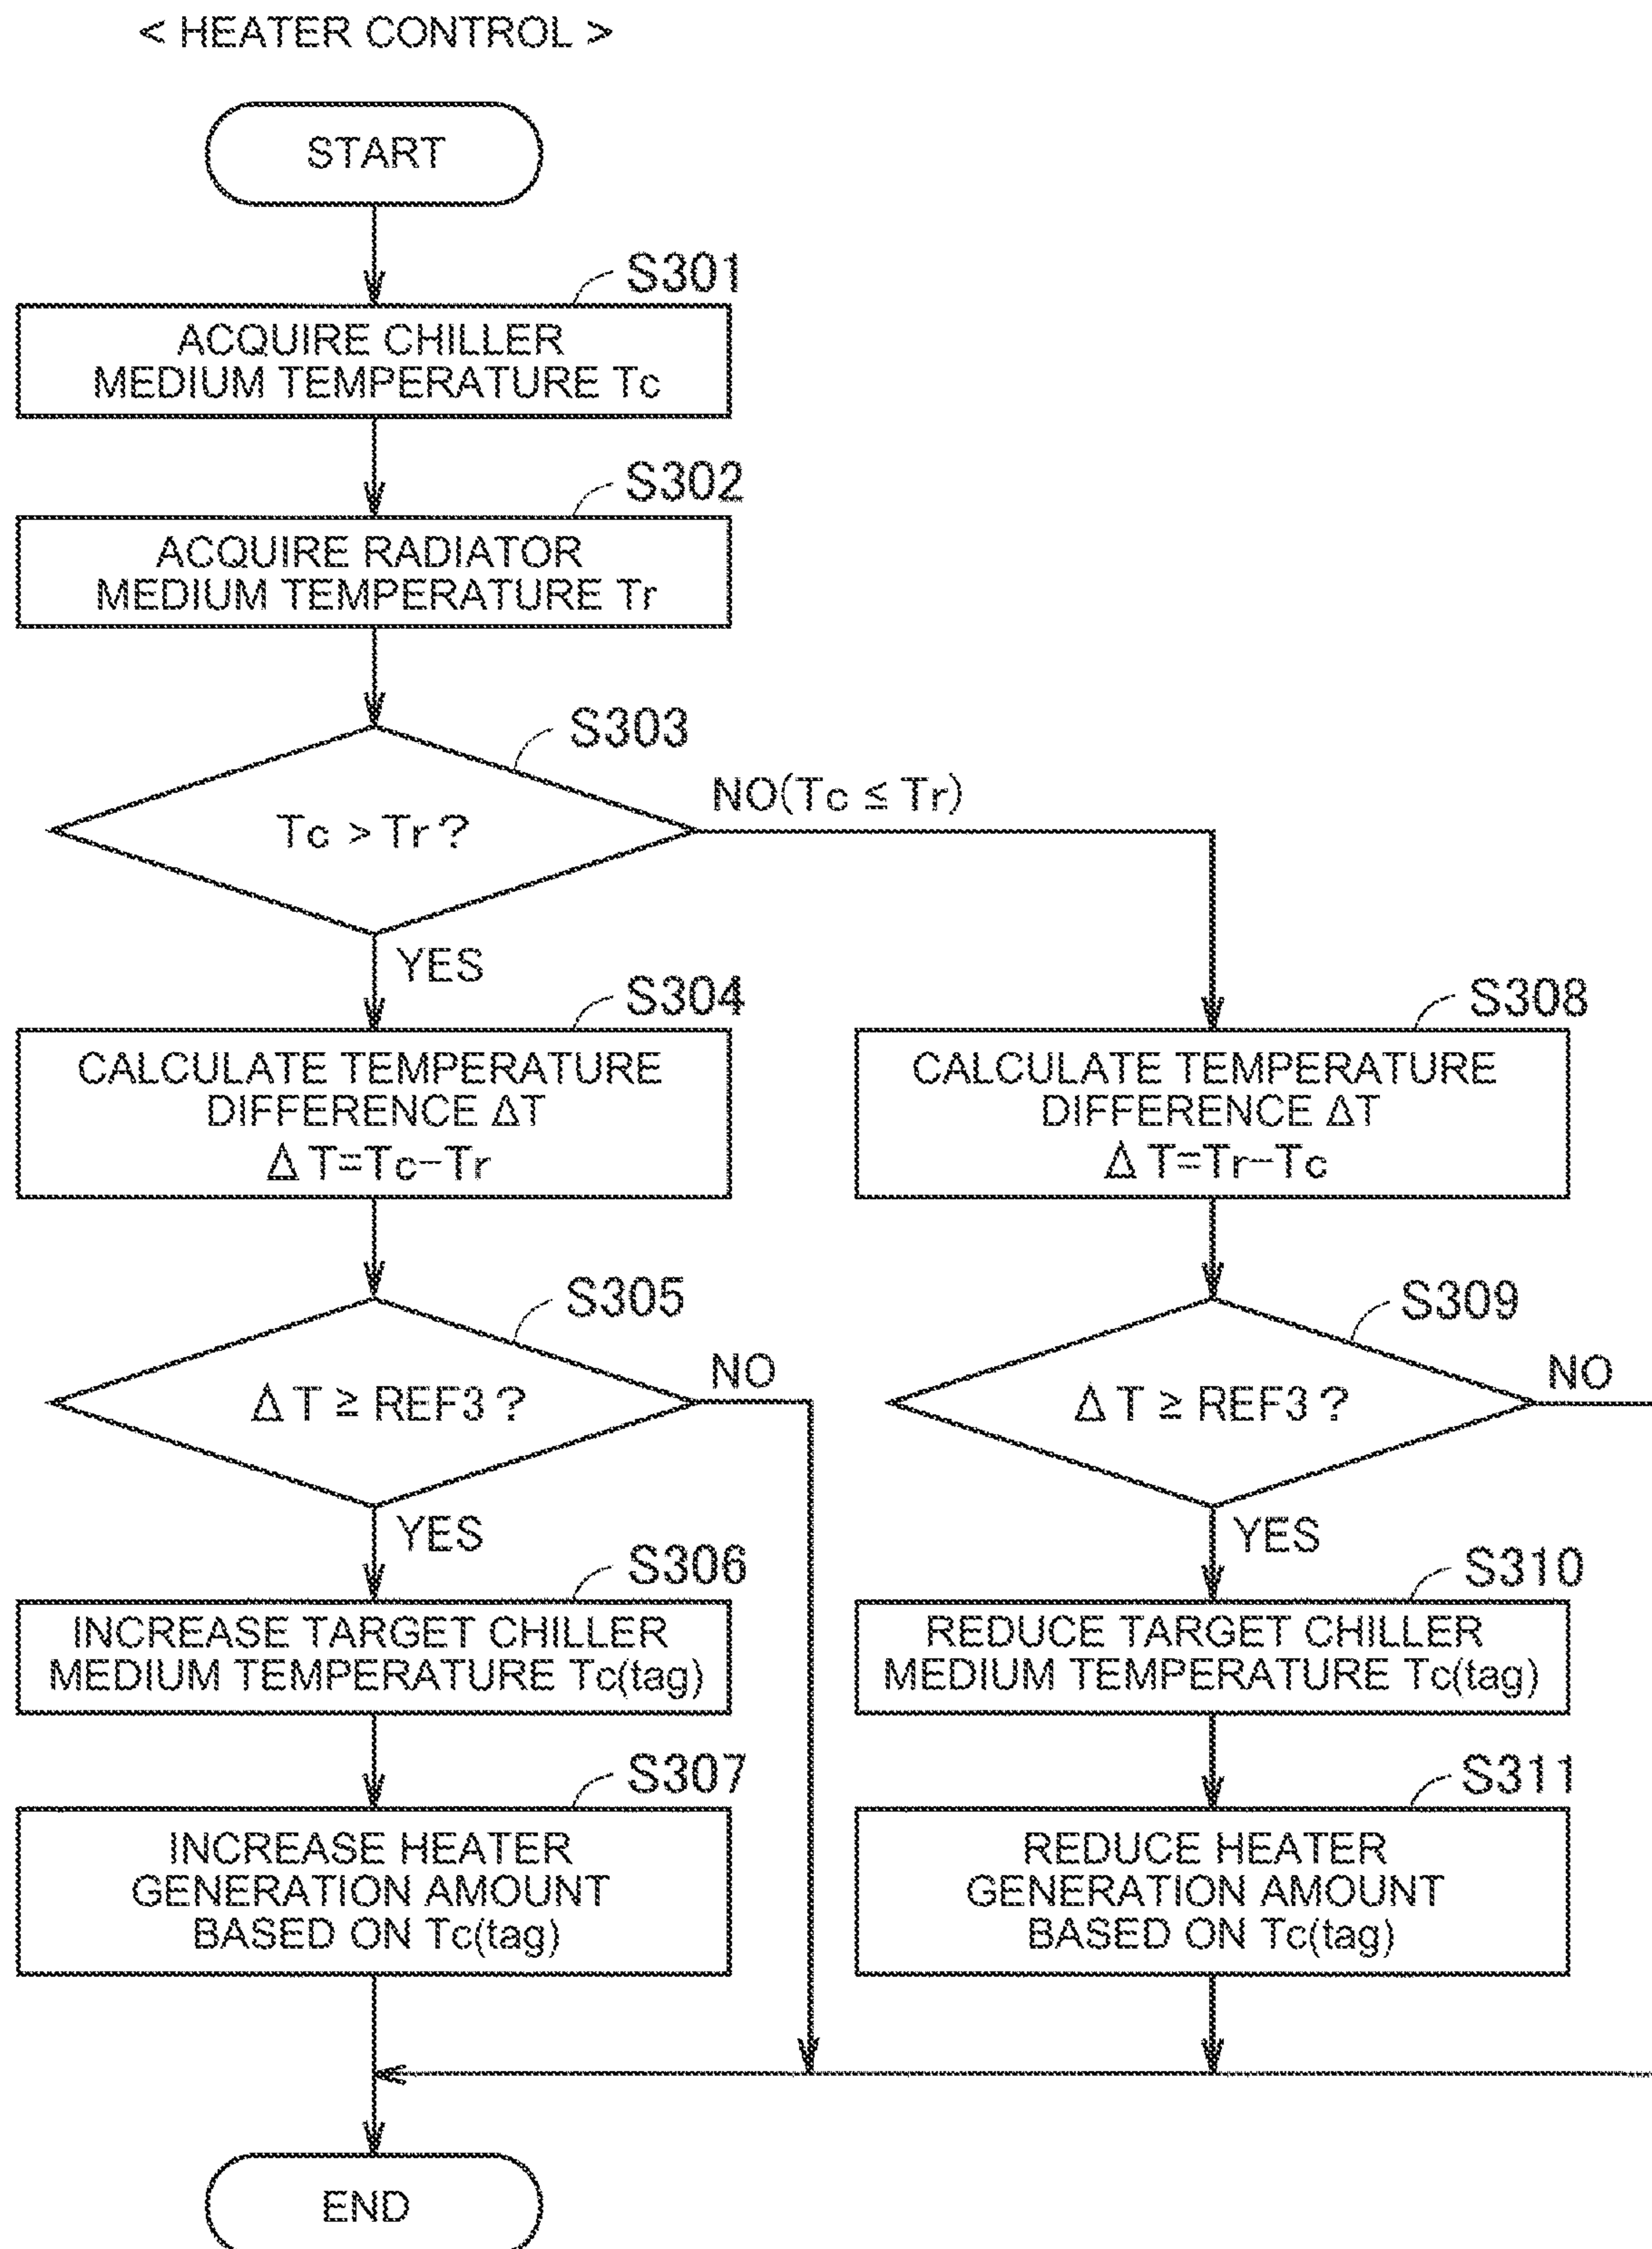 < HEATER CONTROL >
START
S301
ACQUIRE CHILLER
MEDIUM TEMPERATURE Tc
S302
ACQUIRE RADIATOR
MEDIUM TEMPERATURE Tr
S303
Tc > Tr ?
NO(Tc ≤ Tr)
YES
S304
CALCULATE TEMPERATURE
DIFFERENCE ΔT
Δ T=Tc-Tr
S308
CALCULATE TEMPERATURE
DIFFERENCE ΔT
Δ T=Tr-Tc
S305
Δ T ≥ REF3 ?
NO
YES
S309
Δ T ≥ REF3 ?
NO
YES
S306
INCREASE TARGET CHILLER
MEDIUM TEMPERATURE Tc(tag)
S310
REDUCE TARGET CHILLER
MEDIUM TEMPERATURE Tc(tag)
S307
INCREASE HEATER
GENERATION AMOUNT
BASED ON Tc(tag)
S311
REDUCE HEATER
GENERATION AMOUNT
BASED ON Tc(tag)
END